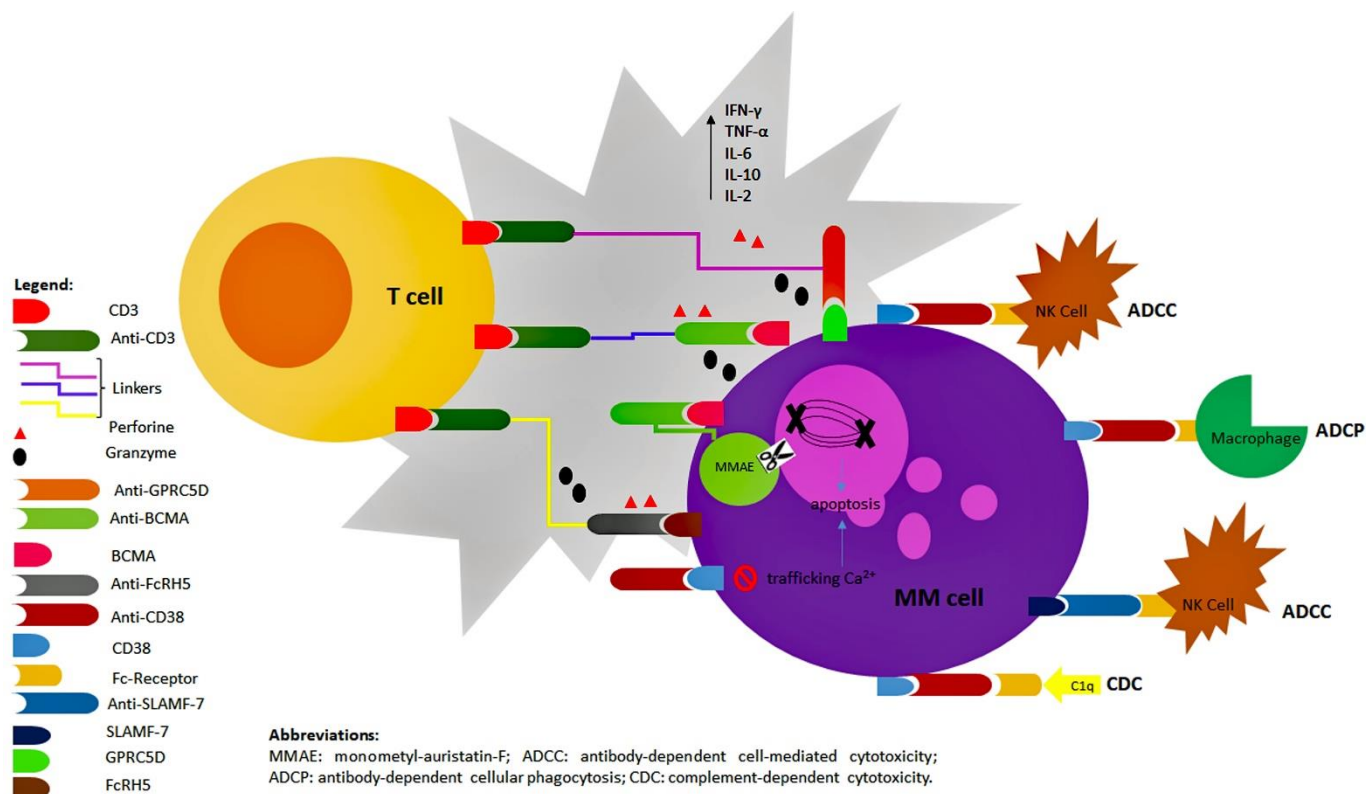 IFN-γ
TNF-α
IL-6
IL-10
IL-2
T cell
NK Cell
ADCC
Macrophage
ADCP
MMAE
apoptosis
trafficking Ca²⁺
MM cell
NK Cell
ADCC
C1q
CDC
Legend:
CD3
Anti-CD3
Linkers
Perforine
Granzyme
Anti-GPRC5D
Anti-BCMA
BCMA
Anti-FcRH5
Anti-CD38
CD38
Fc-Receptor
Anti-SLAMF-7
SLAMF-7
GPRC5D
FcRH5
Abbreviations:
MMAE: monometyl-auristatin-F; ADCC: antibody-dependent cell-mediated cytotoxicity;
ADCP: antibody-dependent cellular phagocytosis; CDC: complement-dependent cytotoxicity.